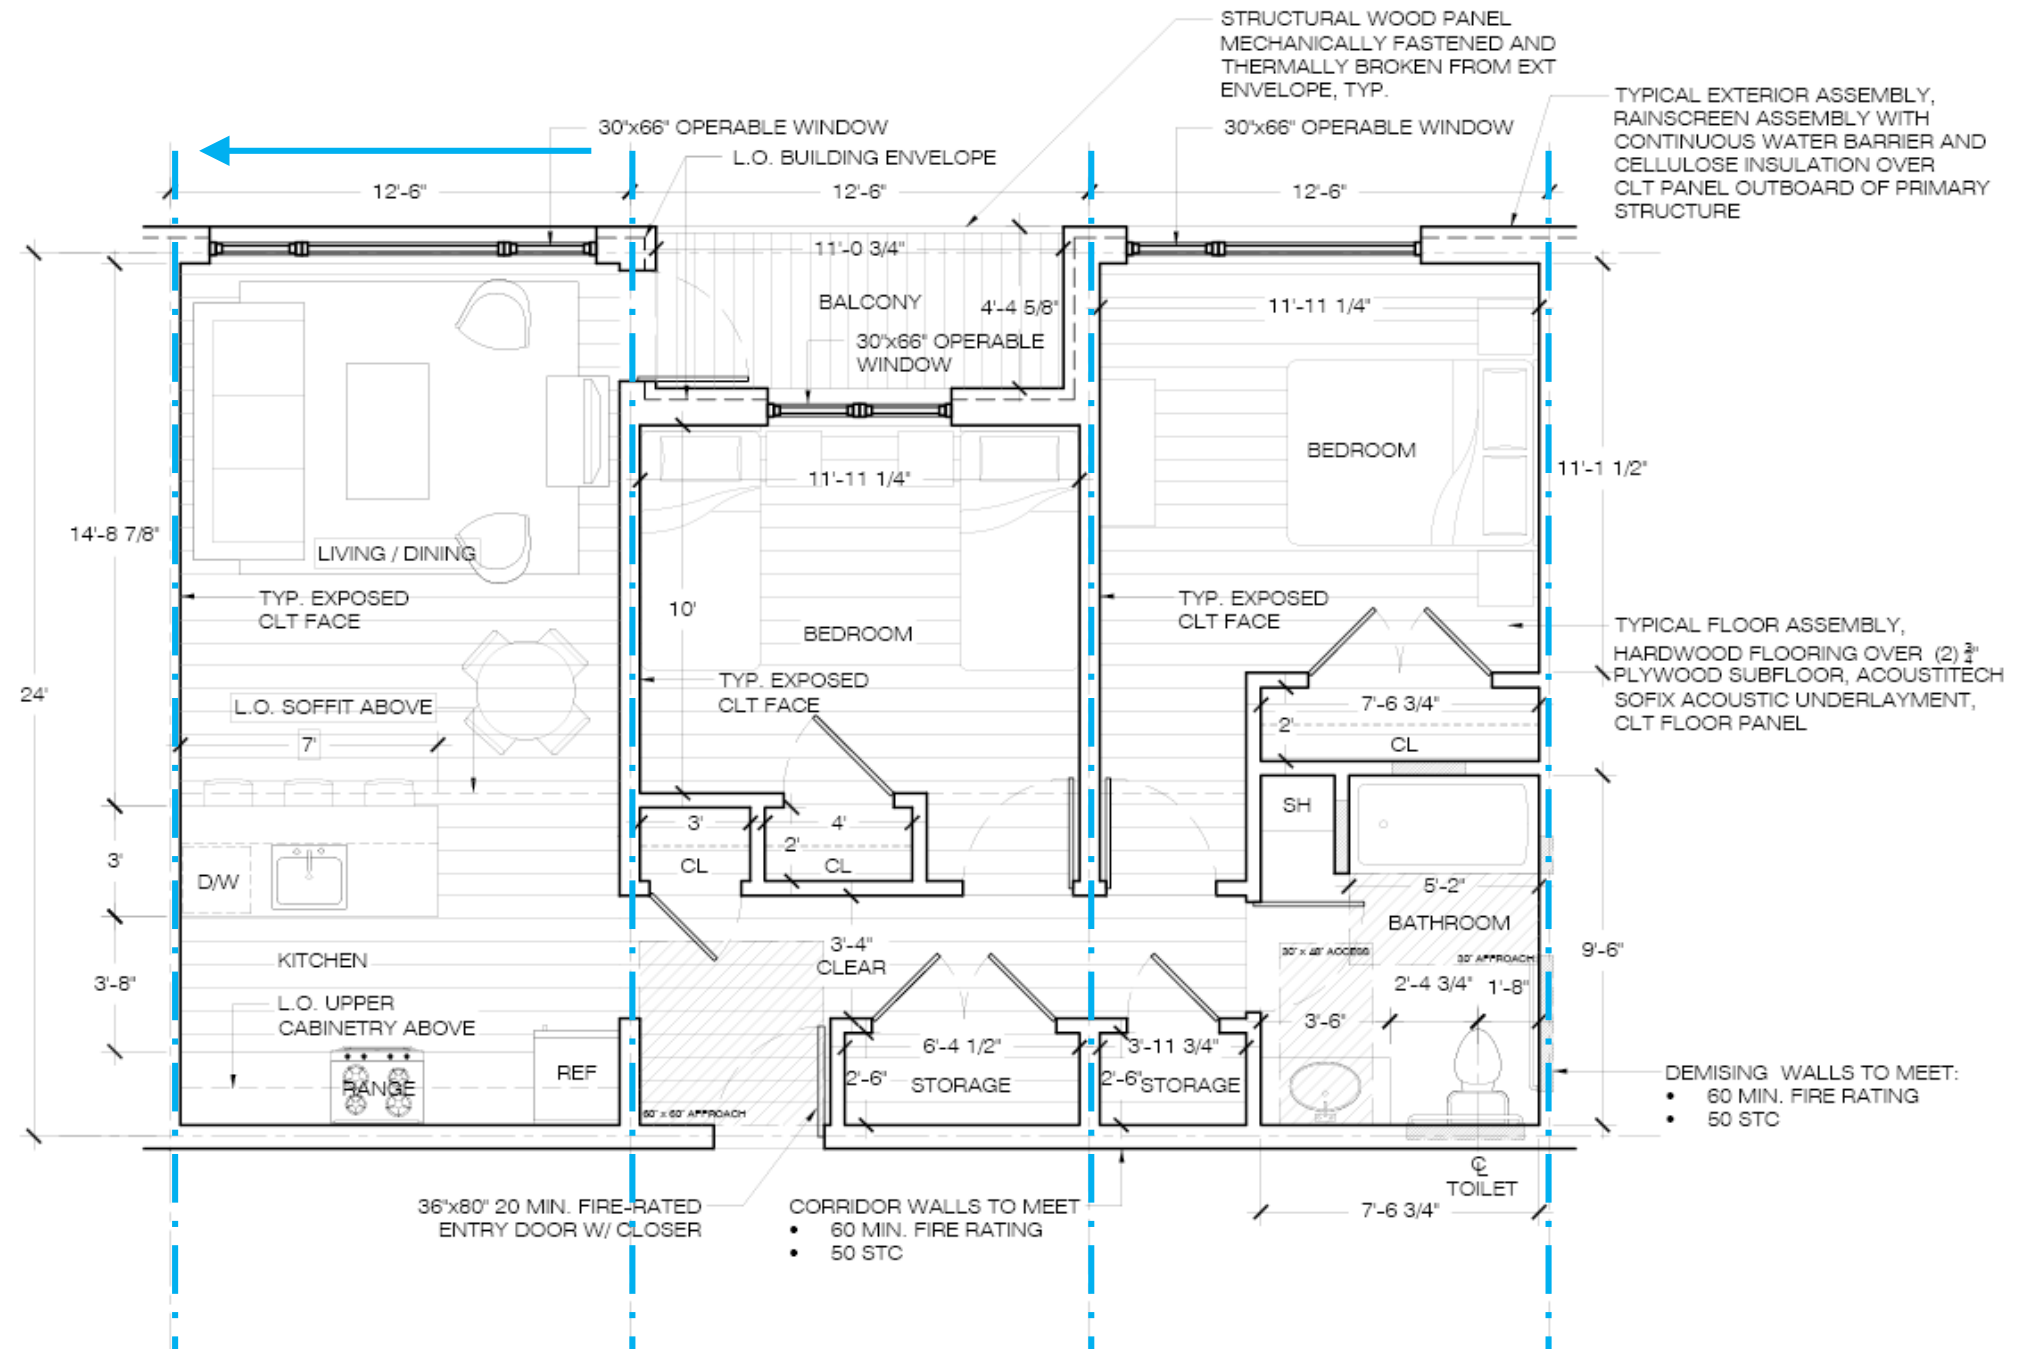 STRUCTURAL WOOD PANEL
MECHANICALLY FASTENED AND
THERMALLY BROKEN FROM EXT
ENVELOPE, TYP.
TYPICAL EXTERIOR ASSEMBLY,
RAINSCREEN ASSEMBLY WITH
CONTINUOUS WATER BARRIER AND
CELLULOSE INSULATION OVER
CLT PANEL OUTBOARD OF PRIMARY
STRUCTURE
30"x66" OPERABLE WINDOW
30"x66" OPERABLE WINDOW
L.O. BUILDING ENVELOPE
12'-6"
12'-6"
12'-6"
11'-0 3/4"
BALCONY
4'-4 5/8"
11'-11 1/4"
30"x66" OPERABLE
WINDOW
BEDROOM
11'-1 1/2"
11'-11 1/4"
14'-8 7/8"
LIVING / DINING
TYP. EXPOSED
CLT FACE
10'
BEDROOM
TYP. EXPOSED
CLT FACE
TYPICAL FLOOR ASSEMBLY,
HARDWOOD FLOORING OVER (2) 3/4"
PLYWOOD SUBFLOOR, ACOUSTITECH
SOFIX ACOUSTIC UNDERLAYMENT,
CLT FLOOR PANEL
24'
TYP. EXPOSED
CLT FACE
L.O. SOFFIT ABOVE
7'
7'-6 3/4"
2'
CL
SH
3'
4'
2'
CL
CL
3'
D/W
5'-2"
BATHROOM
3'-4"
CLEAR
30" x 48" ACCESS
30" APPROACH
9'-6"
KITCHEN
3'-8"
2'-4 3/4"
1'-8"
L.O. UPPER
CABINETRY ABOVE
3'-6"
6'-4 1/2"
3'-11 3/4"
RANGE
REF
2'-6"
STORAGE
2'-6"
STORAGE
60" x 60" APPROACH
DEMISING WALLS TO MEET:
• 60 MIN. FIRE RATING
• 50 STC
℄
TOILET
7'-6 3/4"
36"x80" 20 MIN. FIRE-RATED
ENTRY DOOR W/ CLOSER
CORRIDOR WALLS TO MEET
• 60 MIN. FIRE RATING
• 50 STC